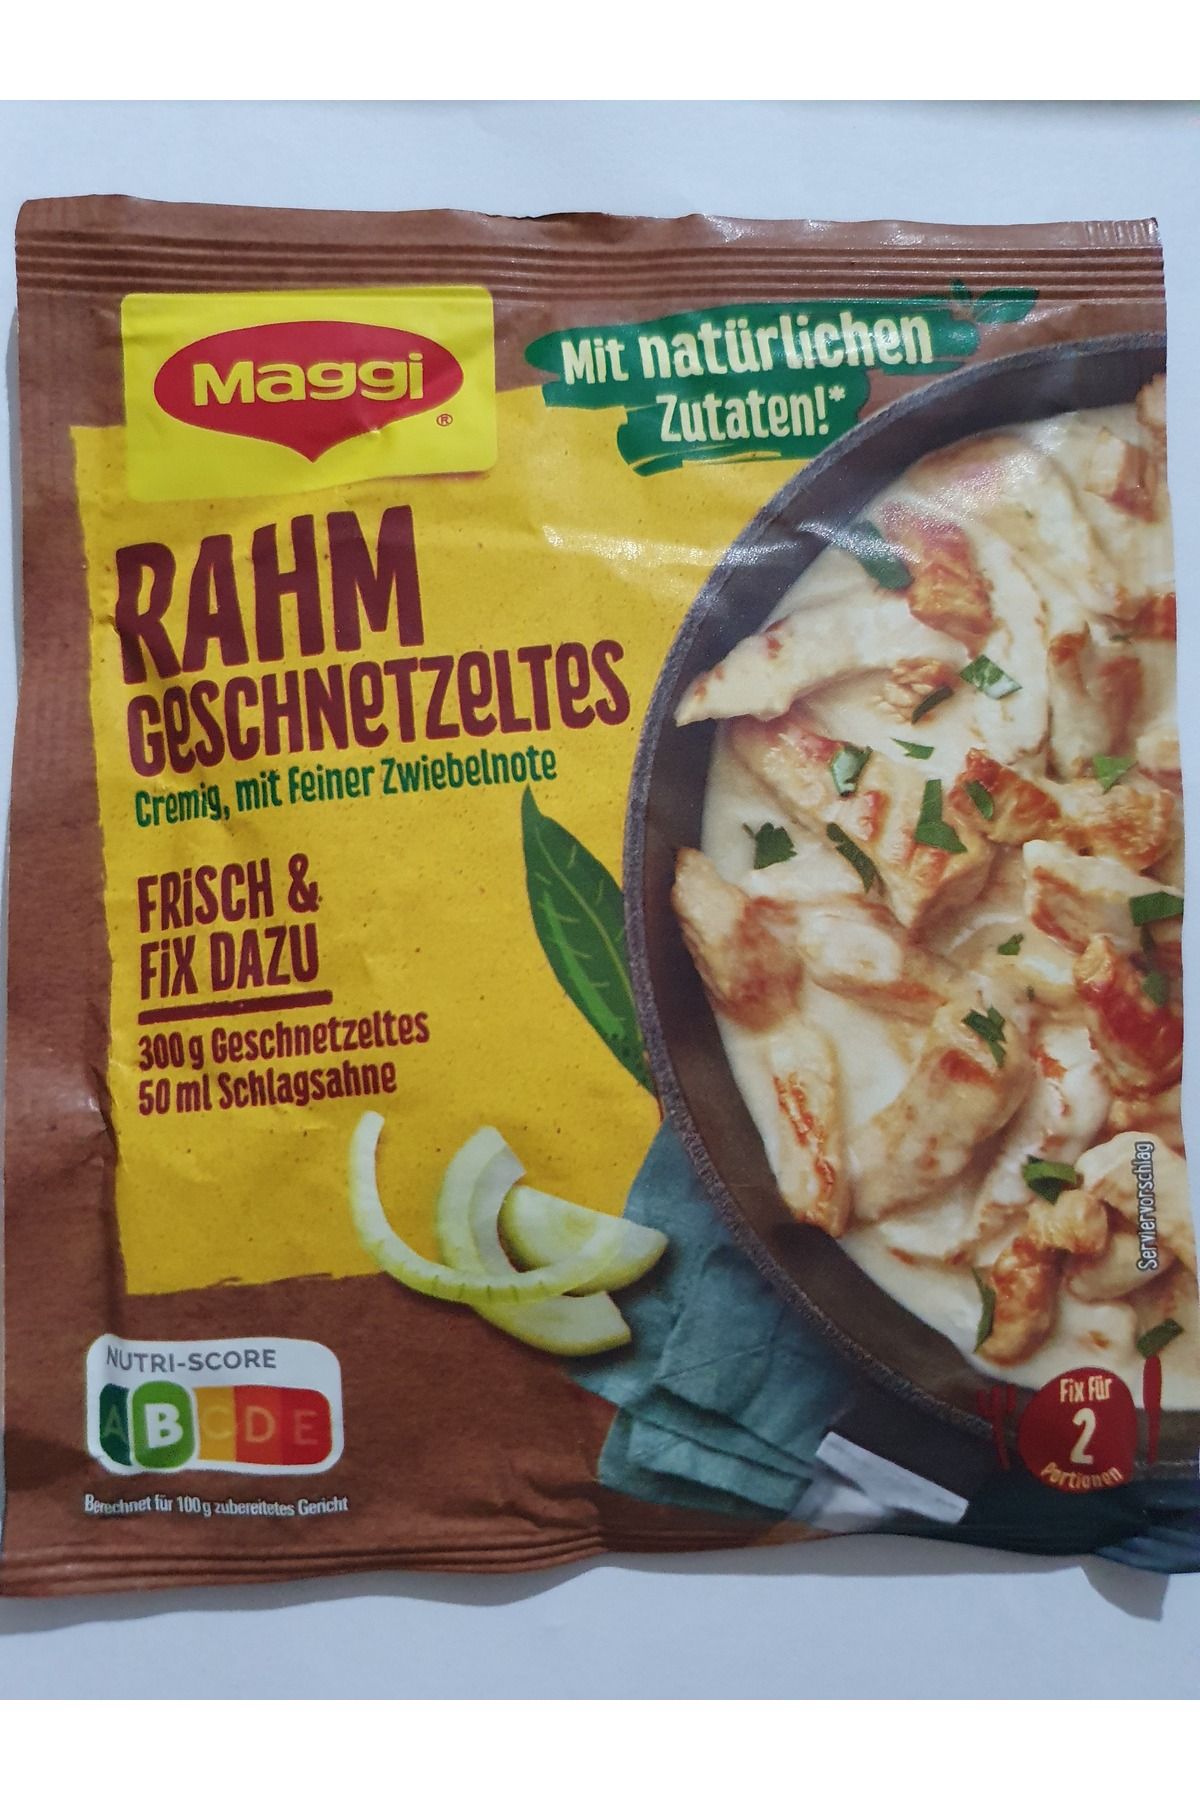 Maggi
®
Mit natürlichen
Zutaten!*
RAHM
GESCHNETZELTES
Cremig, mit feiner Zwiebelnote
FRISCH &
FIX DAZU
300 g Geschnetzeltes
50 ml Schlagsahne
Serviervorschlag
NUTRI-SCORE
A B C D E
Berechnet für 100 g zubereitetes Gericht
Fix für
2
Portionen